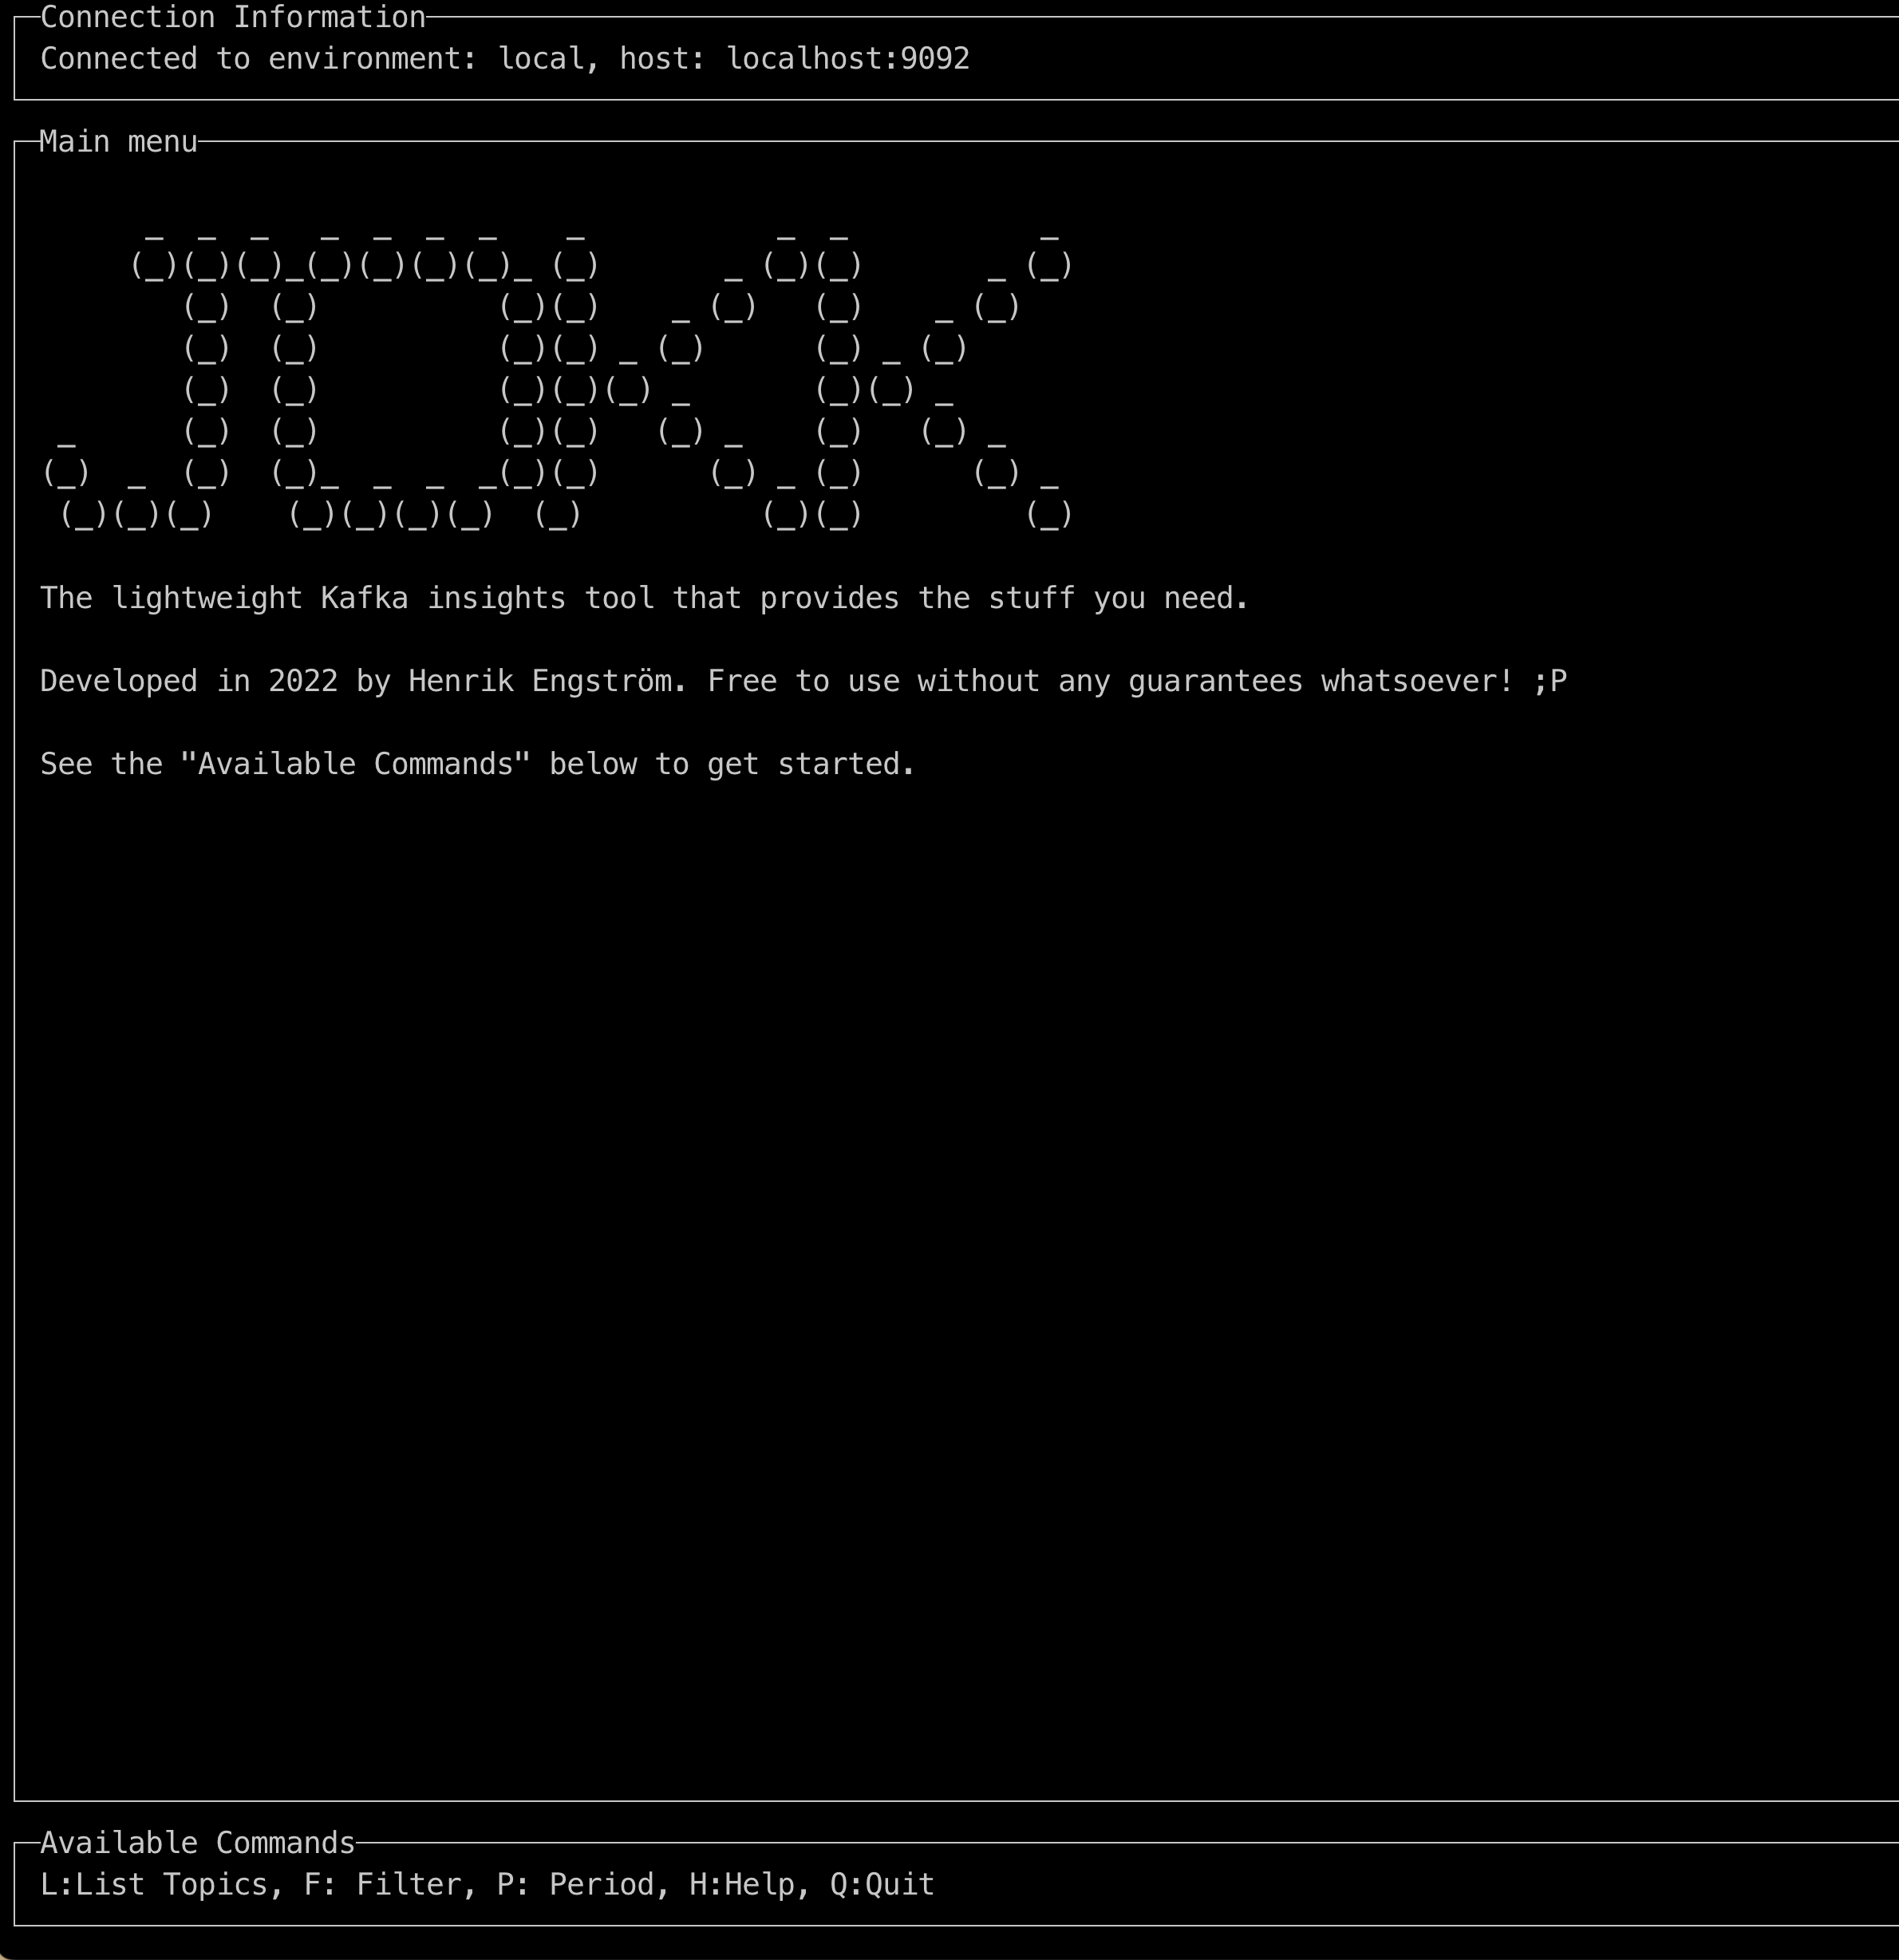 Connection Information
Connected to environment: local, host: localhost:9092
Main menu
      _  _  _   _  _  _  _    _           _  _           _
     (_)(_)(_)_(_)(_)(_)(_)_ (_)       _ (_)(_)       _ (_)
        (_)  (_)          (_)(_)    _ (_)   (_)    _ (_)
        (_)  (_)          (_)(_) _ (_)      (_) _ (_)
        (_)  (_)          (_)(_)(_) _       (_)(_) _
 _      (_)  (_)          (_)(_)   (_) _    (_)   (_) _
(_)  _  (_)  (_)_  _  _  _(_)(_)      (_) _ (_)      (_) _
 (_)(_)(_)    (_)(_)(_)(_)  (_)          (_)(_)         (_)
The lightweight Kafka insights tool that provides the stuff you need.
Developed in 2022 by Henrik Engström. Free to use without any guarantees whatsoever! ;P
See the "Available Commands" below to get started.
Available Commands
L:List Topics, F: Filter, P: Period, H:Help, Q:Quit